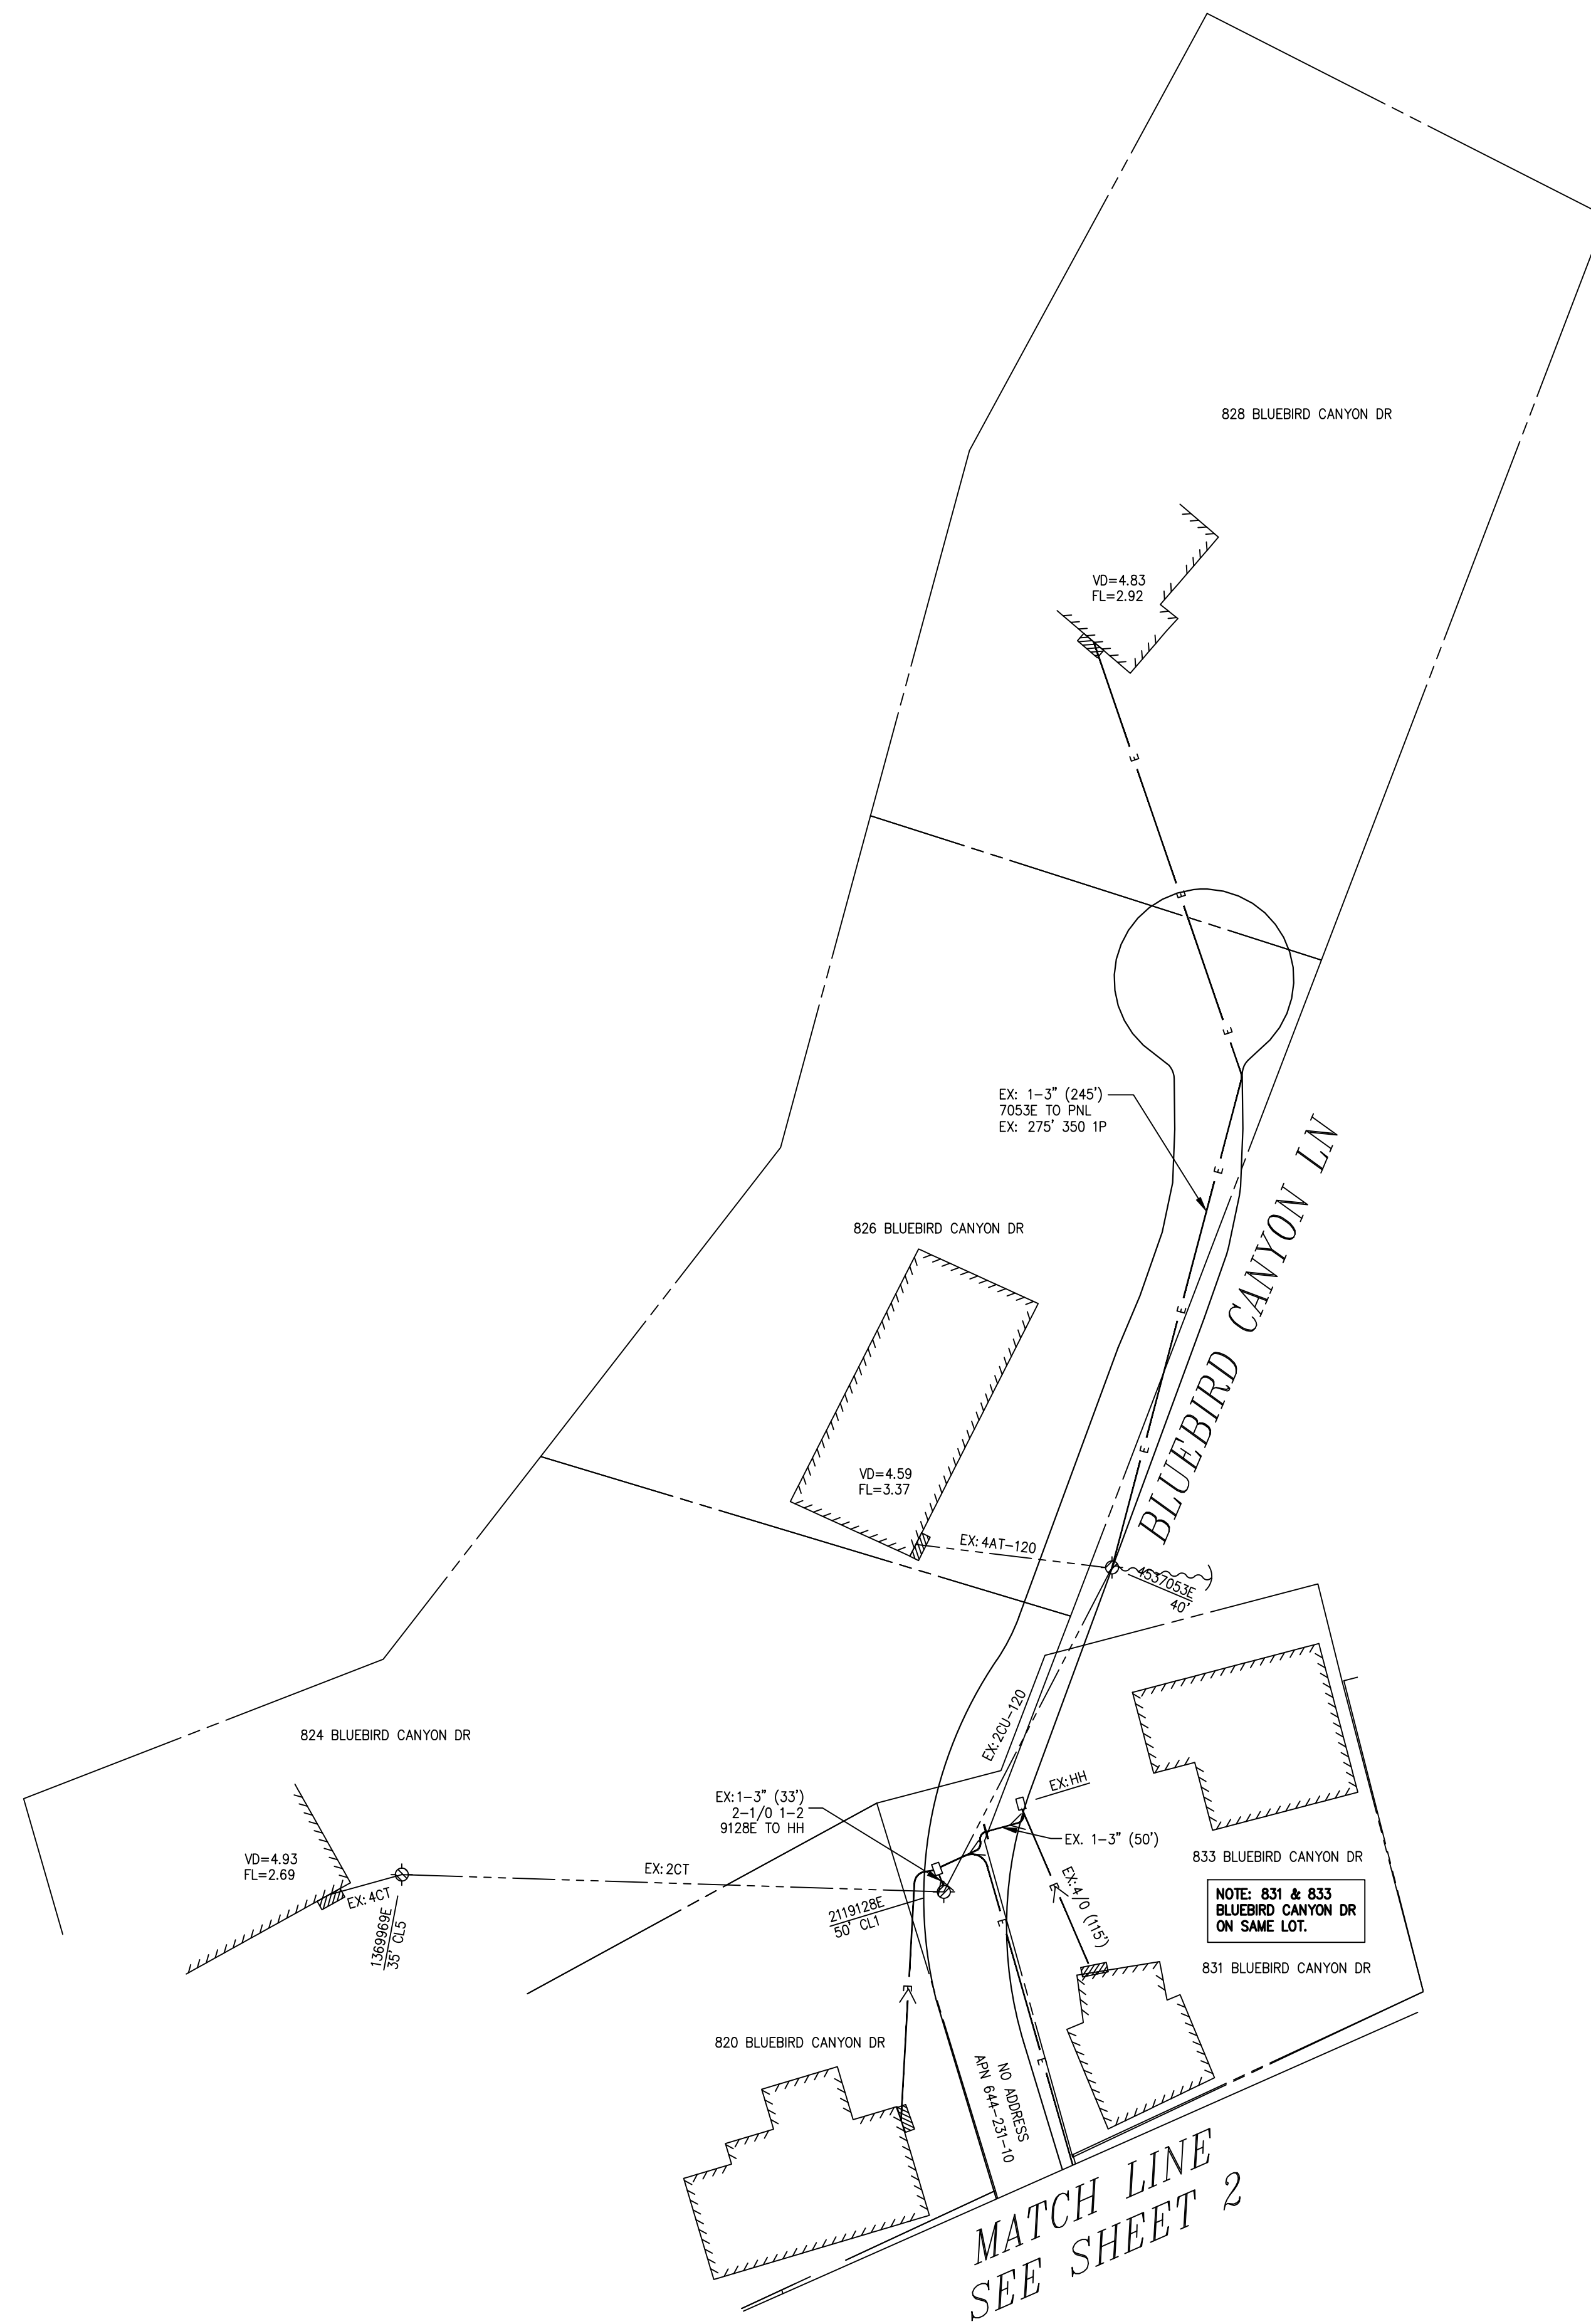 828 BLUEBIRD CANYON DR
VD=4.83
FL=2.92
E
E
E
EX: 1-3" (245')
7053E TO PNL
EX: 275' 350 1P
E
BLUEBIRD CANYON LN
826 BLUEBIRD CANYON DR
E
E
VD=4.59
FL=3.37
EX: 4AT-120
4537053E
40'
EX: 2CU-120
824 BLUEBIRD CANYON DR
EX: HH
EX: 1-3" (33')
2-1/0 1-2
9128E TO HH
EX. 1-3" (50')
VD=4.93
FL=2.69
EX: 2CT
EX: 4CT
1369969E
35' CL5
2119128E
50' CL1
E
EX: 4/0 (115')
E
833 BLUEBIRD CANYON DR
NOTE: 831 & 833
BLUEBIRD CANYON DR
ON SAME LOT.
831 BLUEBIRD CANYON DR
E
820 BLUEBIRD CANYON DR
E
NO ADDRESS
APN 644-231-10
MATCH LINE
SEE SHEET 2